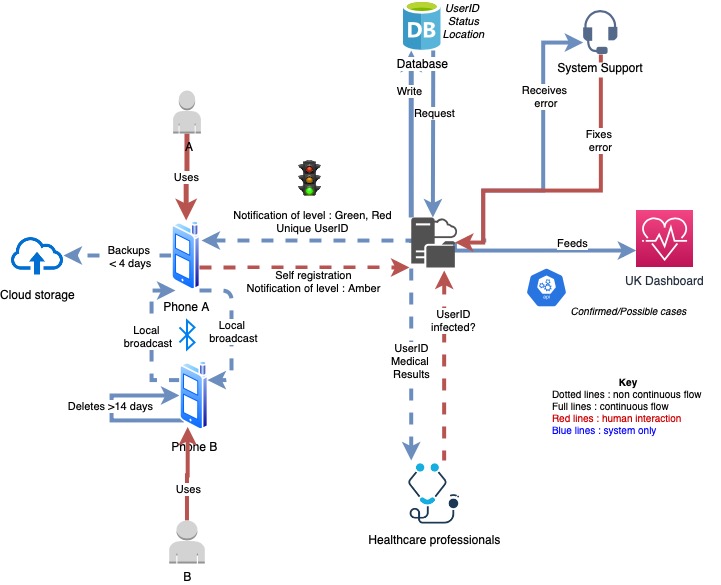 UserID
Status
Location
DB
Database
System Support
Write
Request
Receives
error
Fixes
error
A
Uses
Notification of level : Green, Red
Unique UserID
Backups
< 4 days
Cloud storage
Self registration
Notification of level : Amber
Feeds
UK Dashboard
api
Confirmed/Possible cases
Phone A
Local
broadcast
Local
broadcast
UserID
infected?
UserID
Medical
Results
Deletes >14 days
Phone B
Uses
B
Healthcare professionals
Key
Dotted lines : non continuous flow
Full lines : continuous flow
Red lines : human interaction
Blue lines : system only